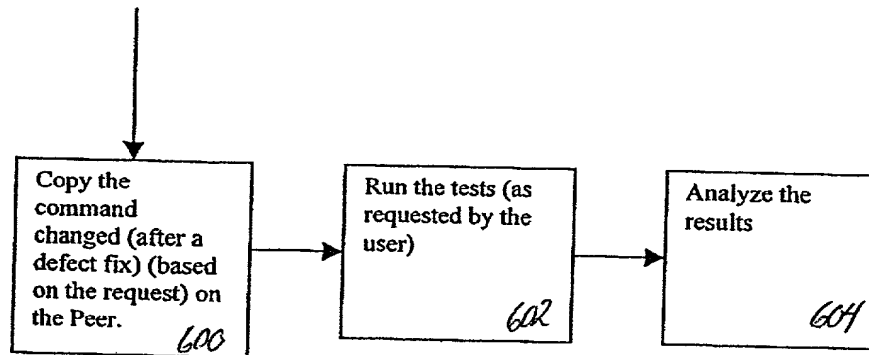 Copy the
command
changed (after a
defect fix) (based
on the request) on
the Peer.
600
Run the tests (as
requested by the
user)
602
Analyze the
results
604